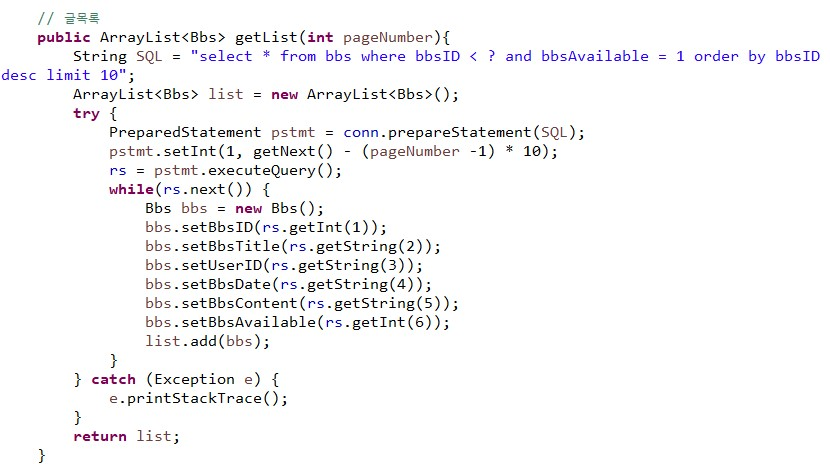 // 글목록
public ArrayList<Bbs> getList(int pageNumber){
String SQL = "select * from bbs where bbsID < ? and bbsAvailable = 1 order by bbsID
desc limit 10";
ArrayList<Bbs> list = new ArrayList<Bbs>();
try {
PreparedStatement pstmt = conn.prepareStatement(SQL);
pstmt.setInt(1, getNext() - (pageNumber -1) * 10);
rs = pstmt.executeQuery();
while(rs.next()) {
Bbs bbs = new Bbs();
bbs.setBbsID(rs.getInt(1));
bbs.setBbsTitle(rs.getString(2));
bbs.setUserID(rs.getString(3));
bbs.setBbsDate(rs.getString(4));
bbs.setBbsContent(rs.getString(5));
bbs.setBbsAvailable(rs.getInt(6));
list.add(bbs);
}
} catch (Exception e) {
e.printStackTrace();
}
return list;
}